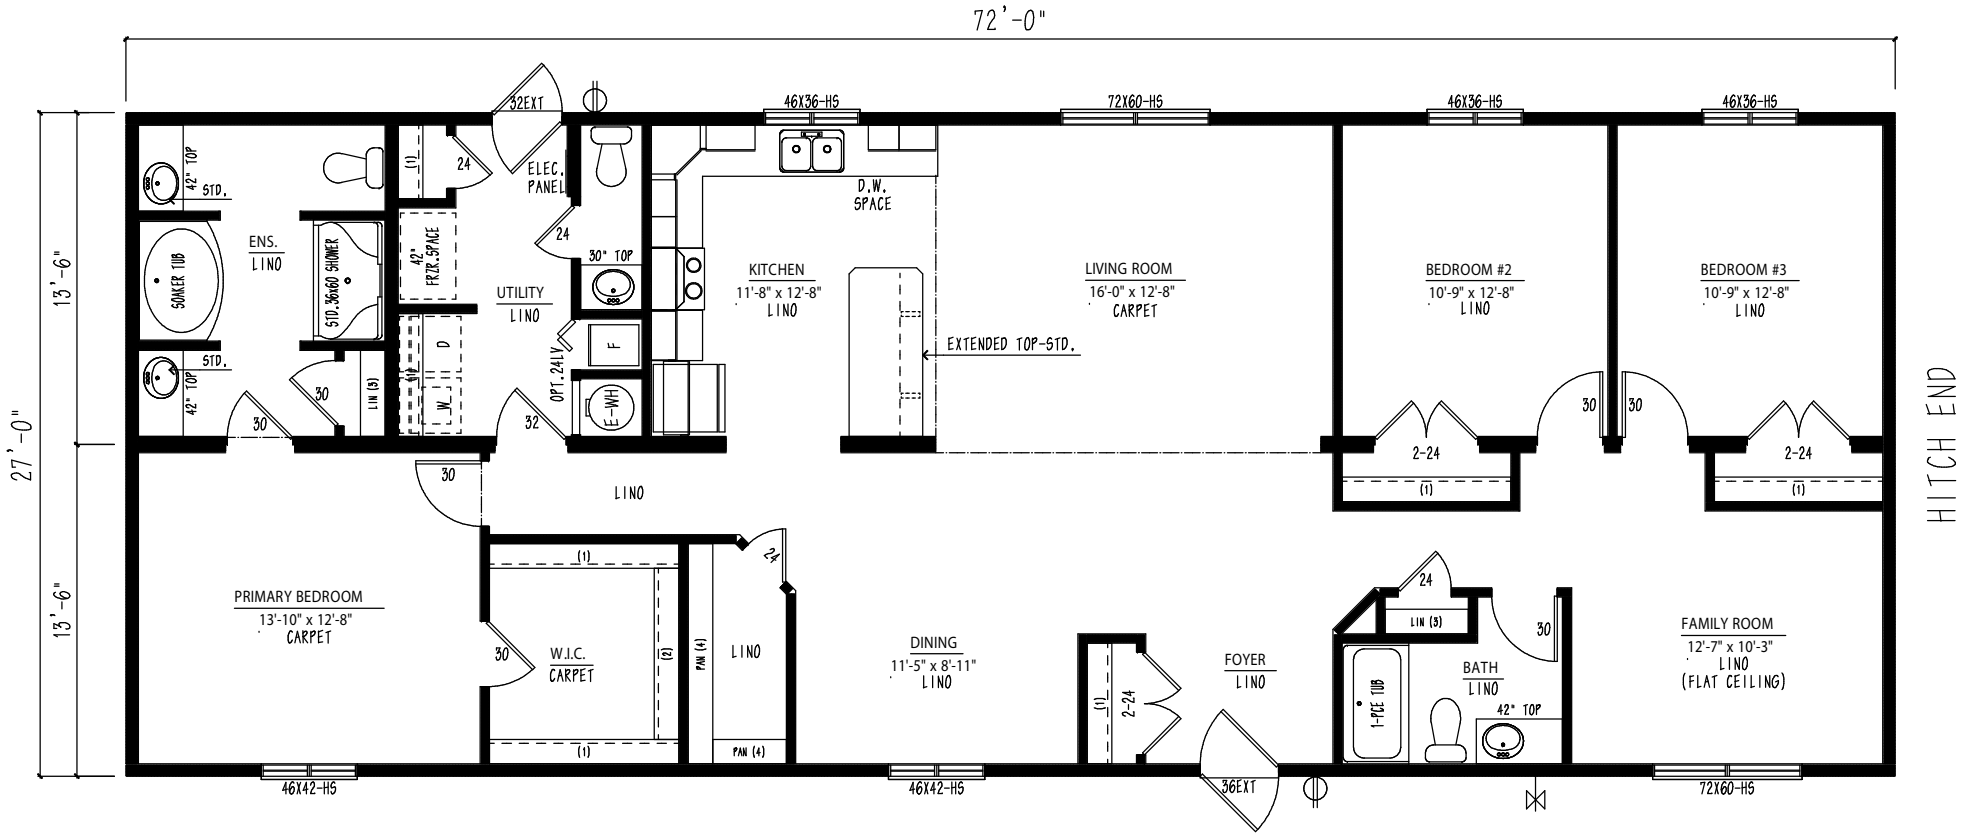 72'-0"
46X36-HS
72X60-HS
46X36-HS
46X36-HS
32EXT
42" TOP
STD.
(1)
24
ELEC.
PANEL
D.W.
SPACE
24
30" TOP
ENS.
LINO
SOAKER TUB
STD.36x60 SHOWER
42"
FRZR.SPACE
UTILITY
LINO
KITCHEN
11'-8" x 12'-8"
LINO
LIVING ROOM
16'-0" x 12'-8"
CARPET
BEDROOM #2
10'-9" x 12'-8"
LINO
BEDROOM #3
10'-9" x 12'-8"
LINO
13'-6"
EXTENDED TOP-STD.
STD.
42" TOP
30
30
LIN (3)
D
(1)
W
OPT.24LV
F
E-WH
32
30
30
HITCH END
27'-0"
2-24
(1)
2-24
(1)
30
LINO
24
(1)
13'-6"
PRIMARY BEDROOM
13'-10" x 12'-8"
CARPET
30
W.I.C.
CARPET
(2)
(1)
PAN (4)
LINO
PAN (4)
DINING
11'-5" x 8'-11"
LINO
(1)
2-24
FOYER
LINO
24
LIN (3)
30
BATH
LINO
1-PCE TUB
42" TOP
FAMILY ROOM
12'-7" x 10'-3"
LINO
(FLAT CEILING)
46X42-HS
46X42-HS
36EXT
72X60-HS